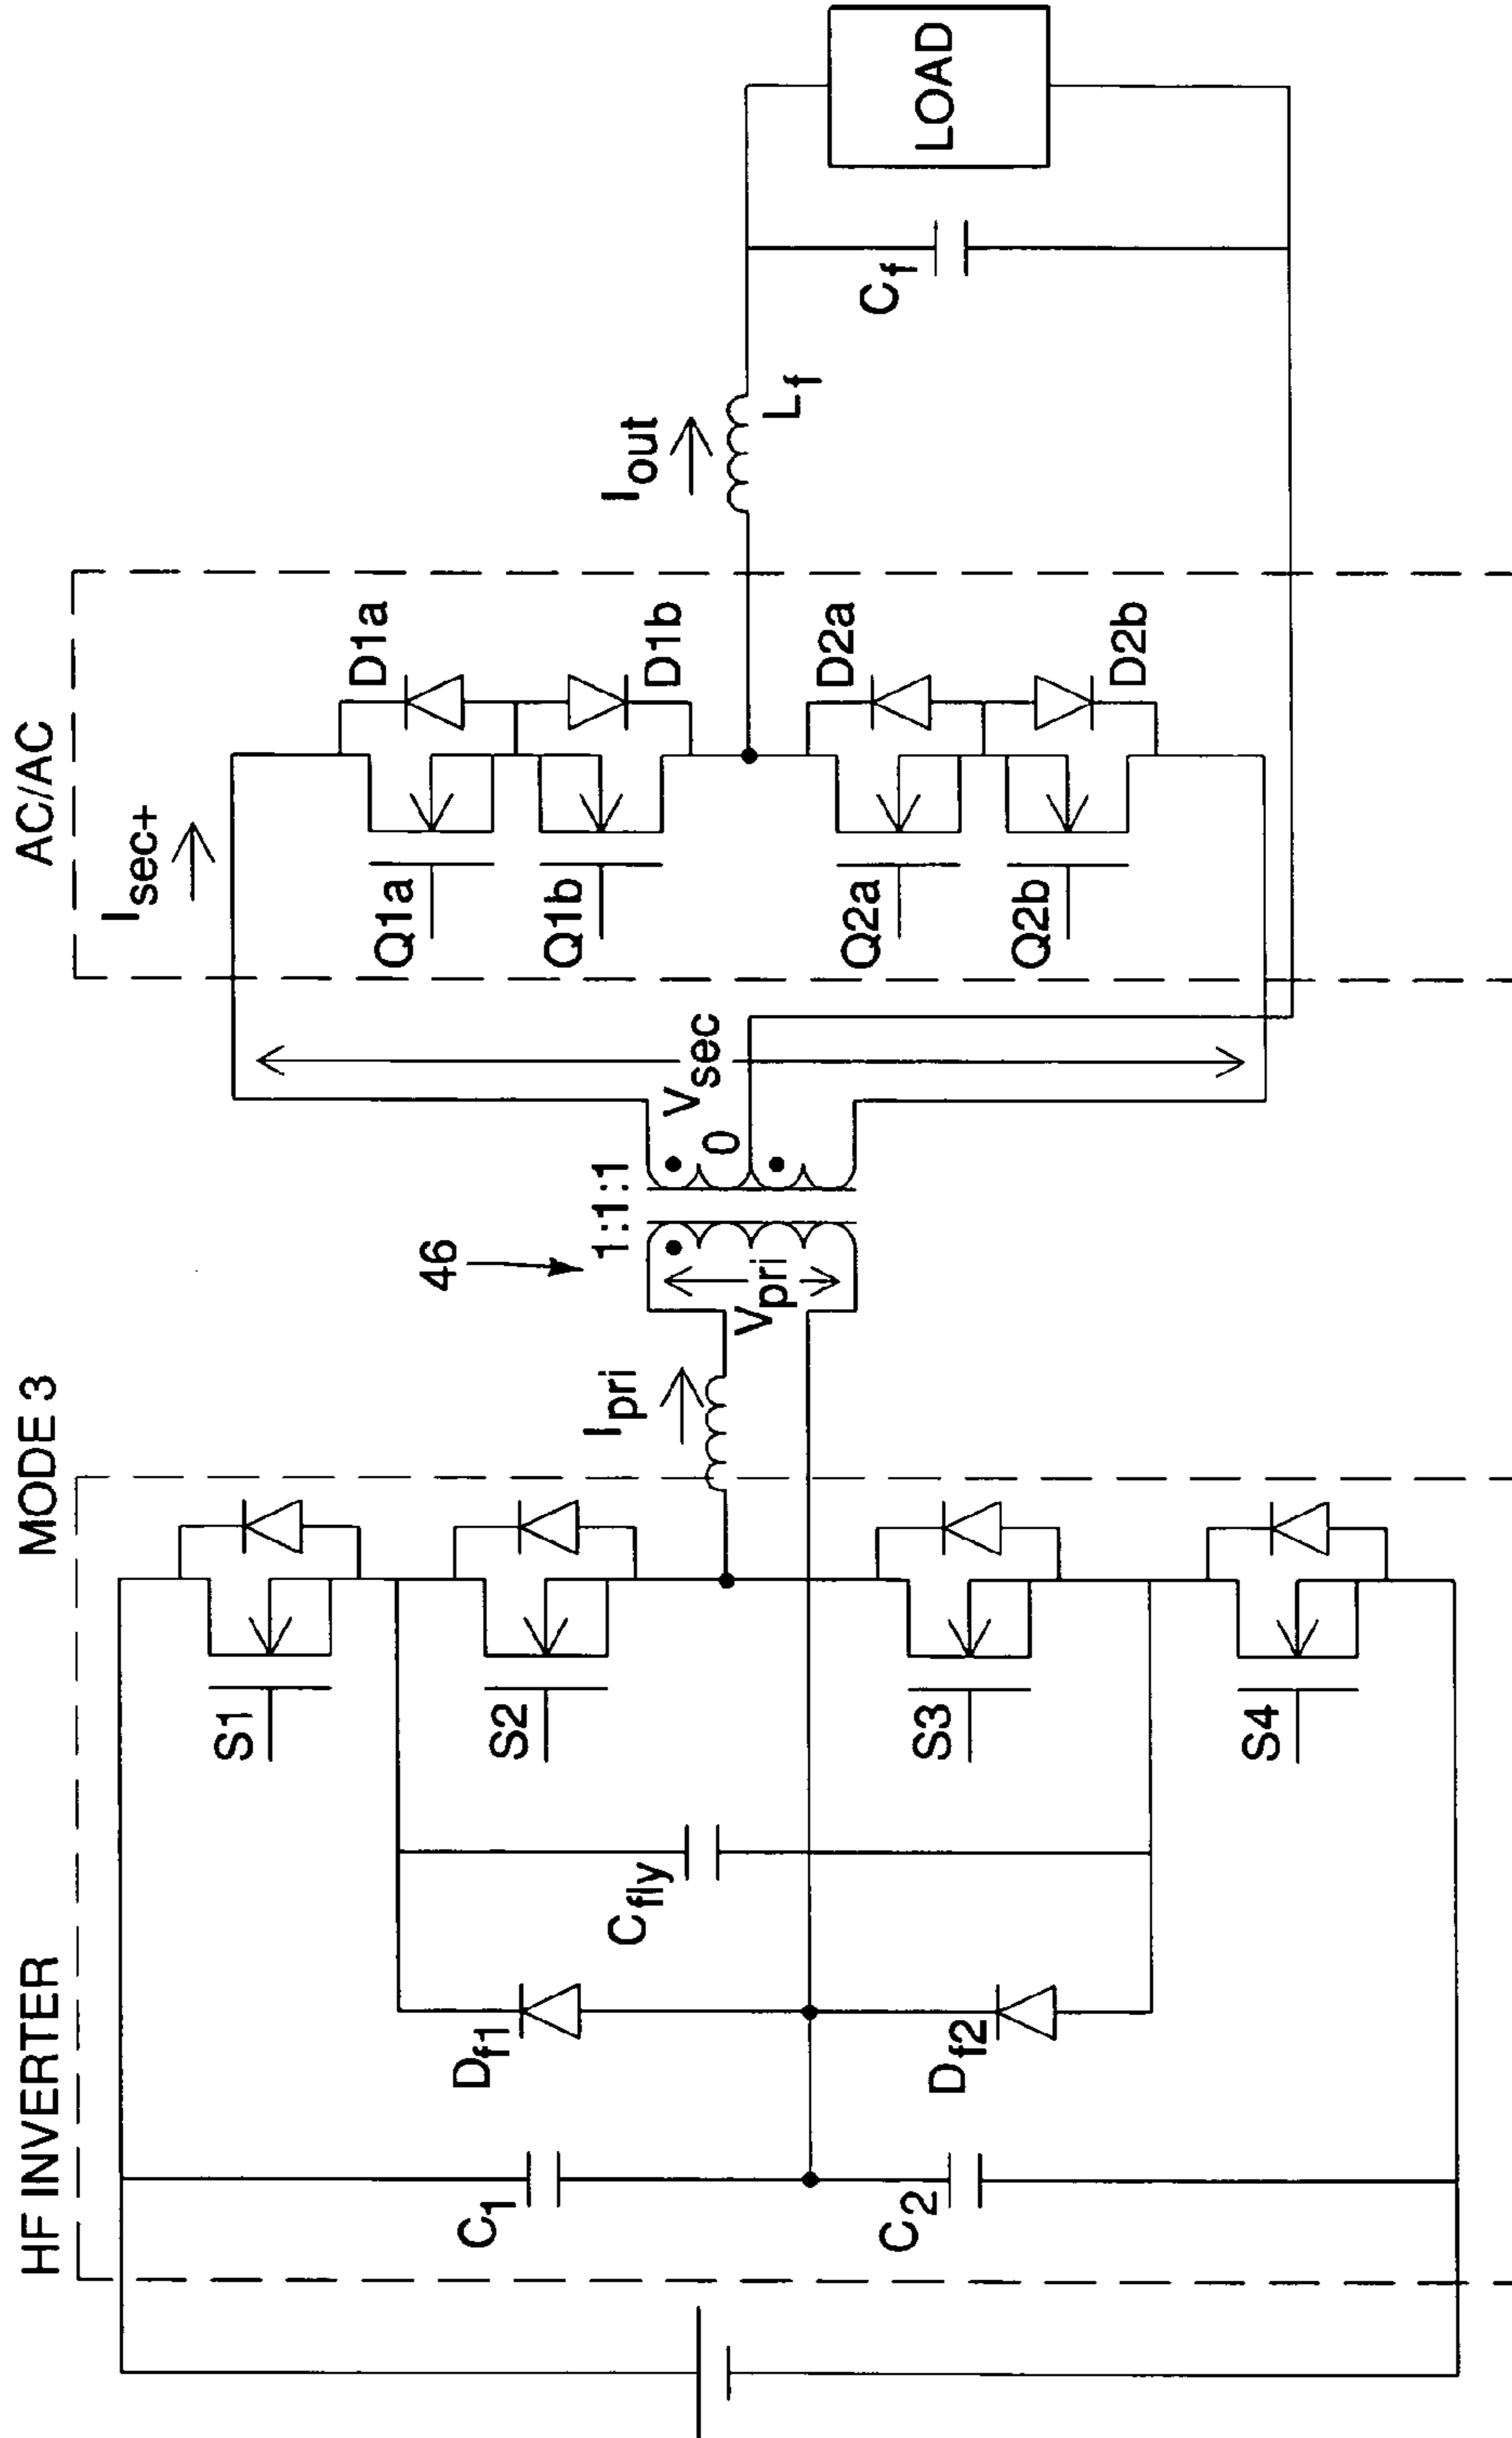 MODE 3
HF INVERTER
AC/AC
C1
C2
Df1
Df2
Cfly
S1
S2
S3
S4
Ipri
46
1:1:1
Vpri
0
Vsec
Isec+
Q1a
Q1b
Q2a
Q2b
D1a
D1b
D2a
D2b
Iout
Lf
Cf
LOAD